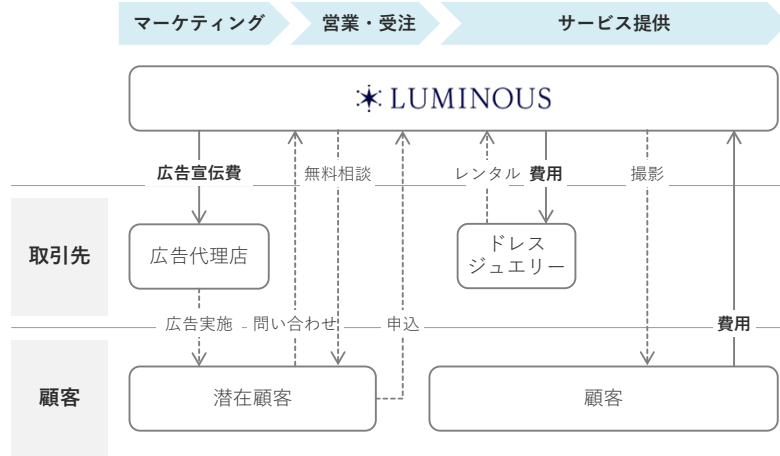 マーケティング
営業・受注
サービス提供
LUMINOUS
広告宣伝費
無料相談
レンタル
費用
撮影
取引先
広告代理店
ドレス
ジュエリー
広告実施
問い合わせ
申込
費用
顧客
潜在顧客
顧客